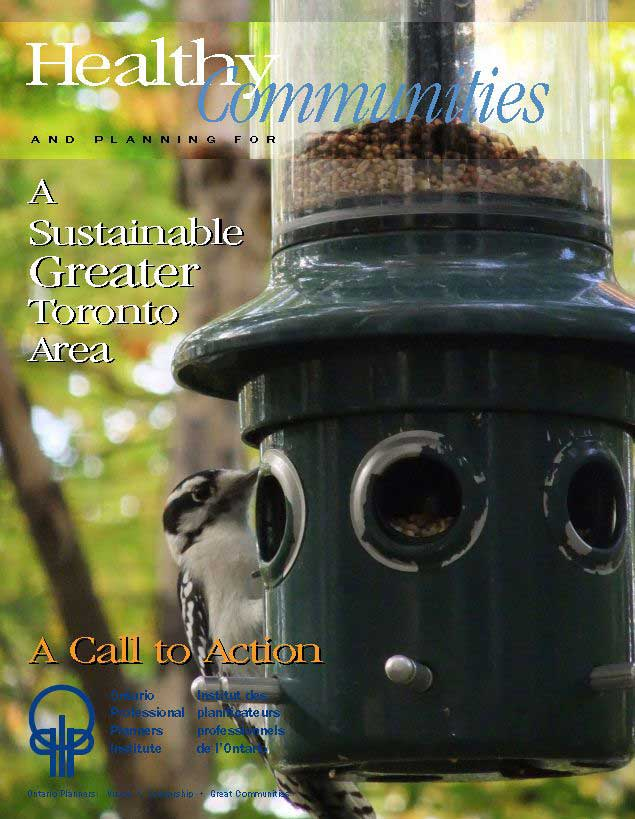 Healthy
Communities
AND PLANNING FOR
A
Sustainable
Greater
Toronto
Area
A Call to Action
Ontario
Professional
Planners
Institute
Institut des
planificateurs
professionnels
de l'Ontario
Ontario Planners: Vision • Leadership • Great Communities